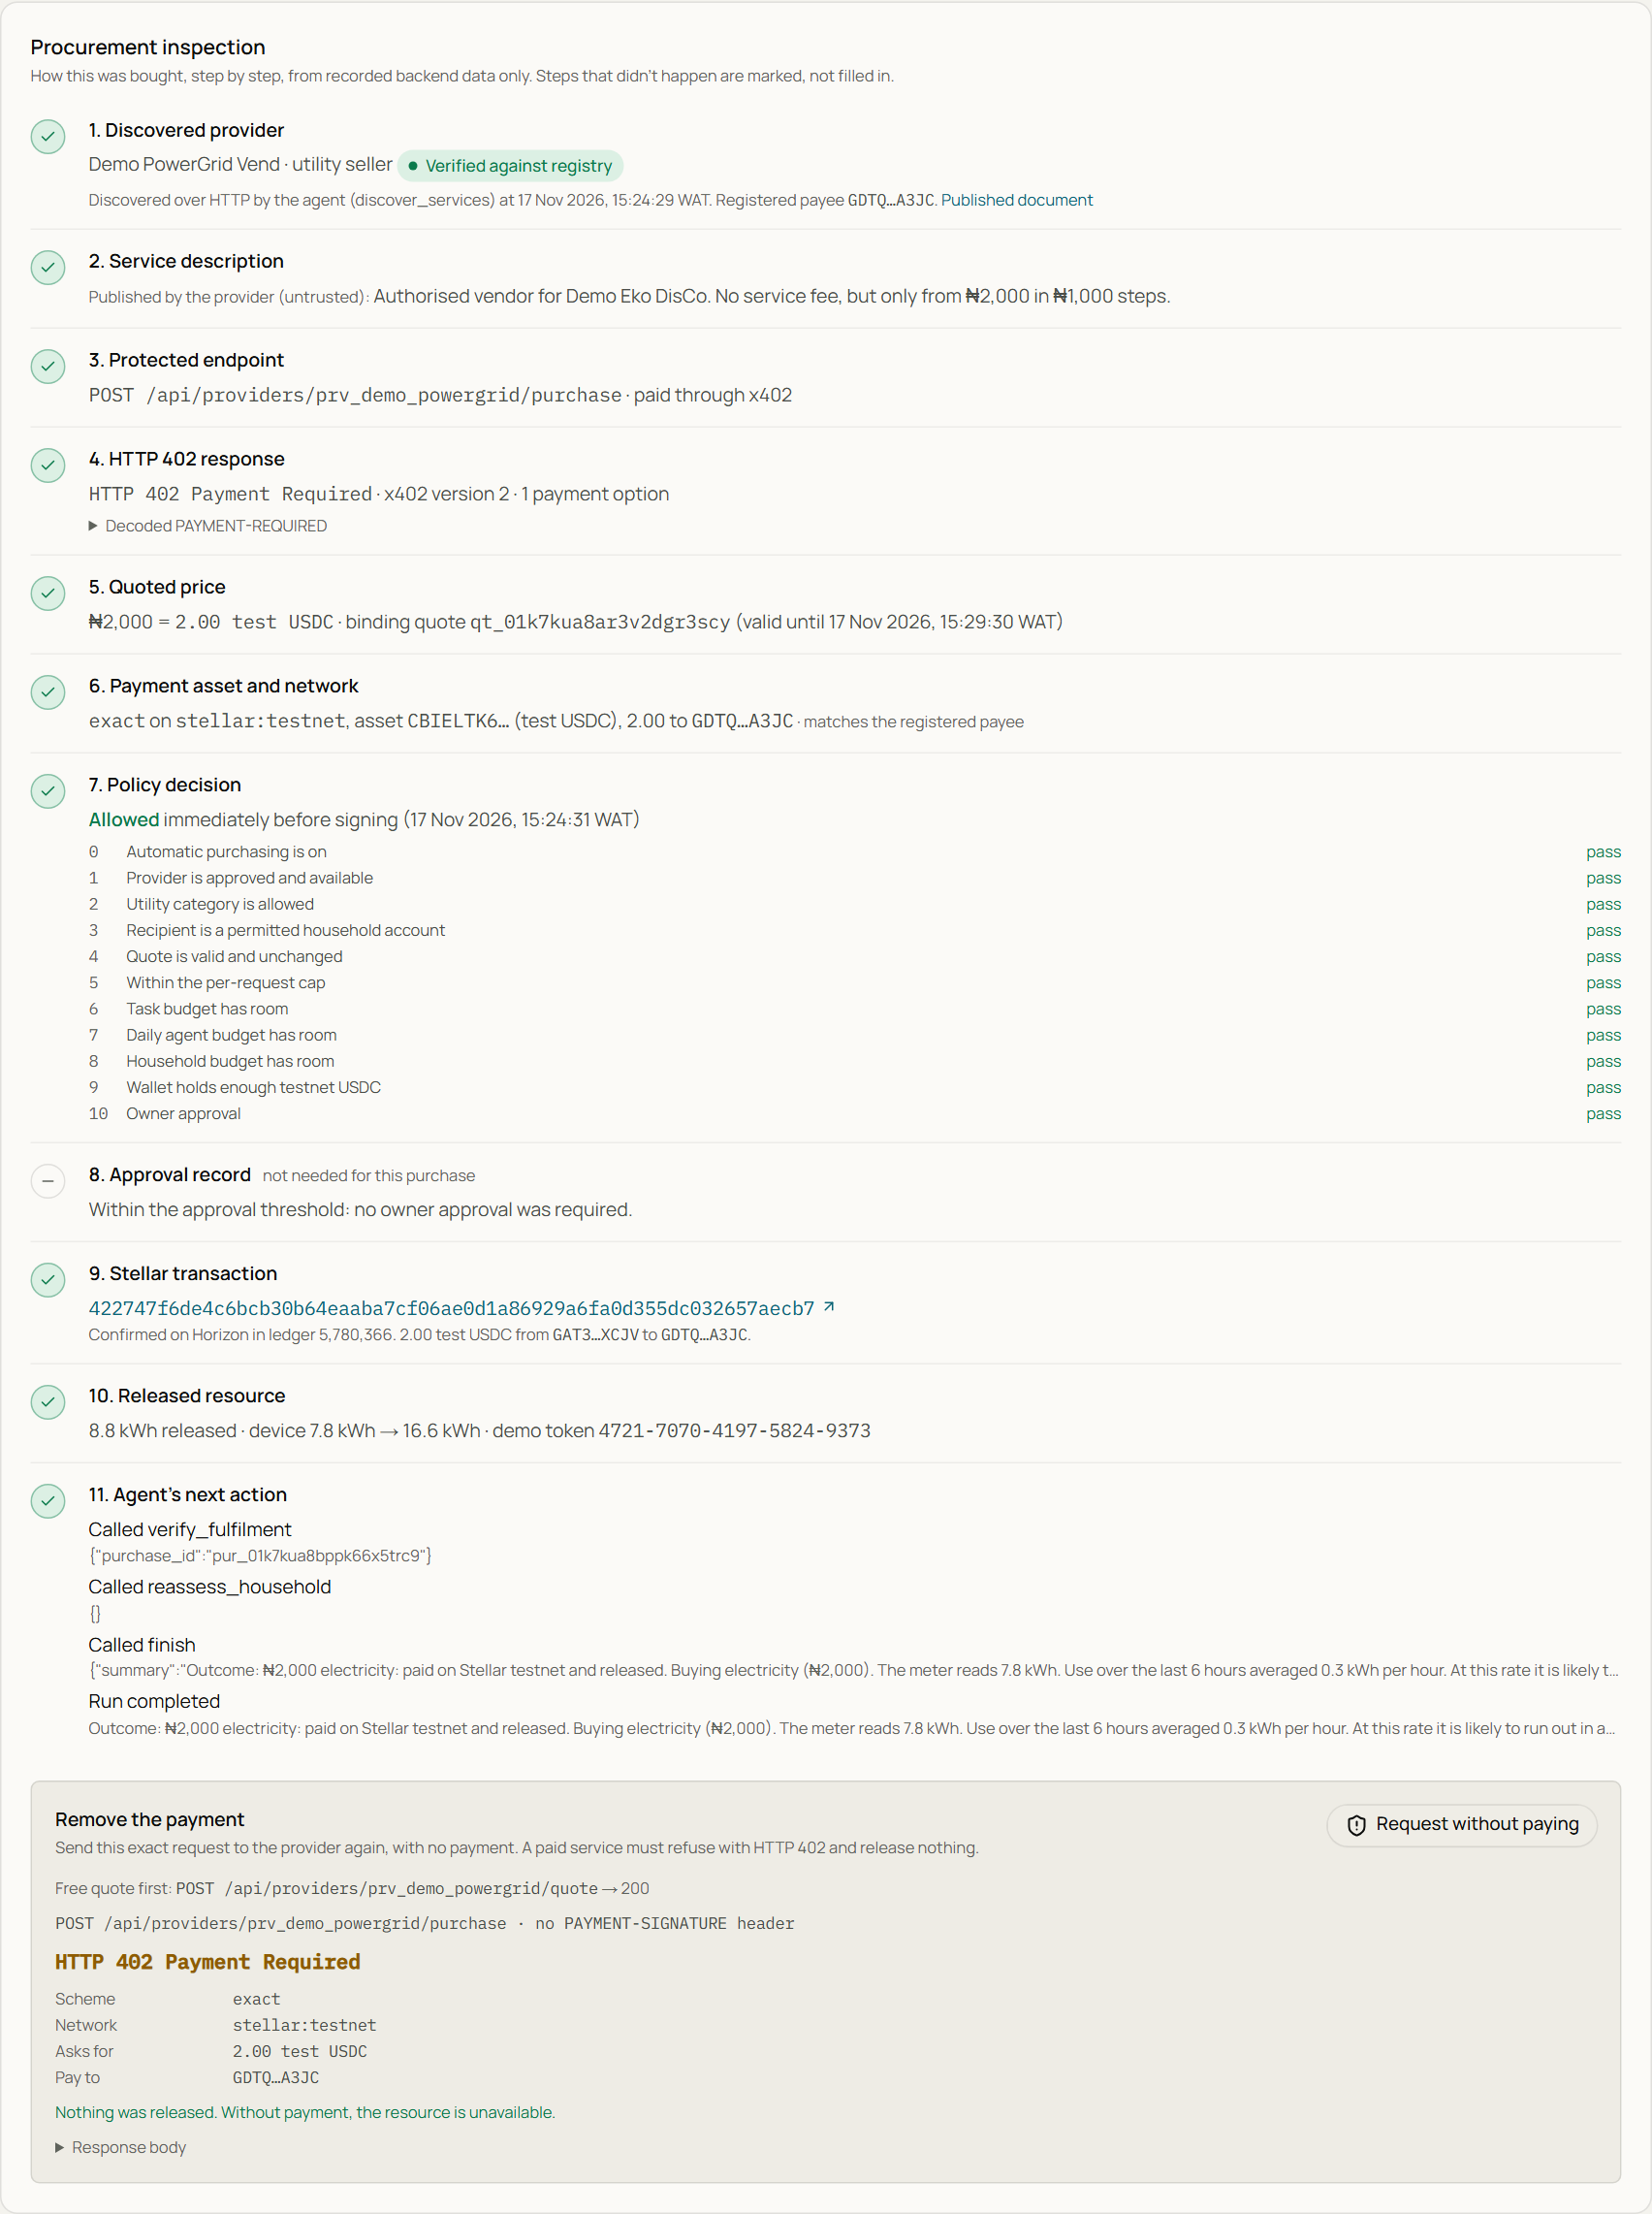 Procurement inspection
How this was bought, step by step, from recorded backend data only. Steps that didn't happen are marked, not filled in.
1. Discovered provider
Demo PowerGrid Vend · utility seller ● Verified against registry
Discovered over HTTP by the agent (discover_services) at 17 Nov 2026, 15:24:29 WAT. Registered payee GDTQ…A3JC. Published document
2. Service description
Published by the provider (untrusted): Authorised vendor for Demo Eko DisCo. No service fee, but only from ₦2,000 in ₦1,000 steps.
3. Protected endpoint
POST /api/providers/prv_demo_powergrid/purchase · paid through x402
4. HTTP 402 response
HTTP 402 Payment Required · x402 version 2 · 1 payment option
▶ Decoded PAYMENT-REQUIRED
5. Quoted price
₦2,000 = 2.00 test USDC · binding quote qt_01k7kua8ar3v2dgr3scy (valid until 17 Nov 2026, 15:29:30 WAT)
6. Payment asset and network
exact on stellar:testnet, asset CBIELTK6… (test USDC), 2.00 to GDTQ…A3JC · matches the registered payee
7. Policy decision
Allowed immediately before signing (17 Nov 2026, 15:24:31 WAT)
0 Automatic purchasing is on pass
1 Provider is approved and available pass
2 Utility category is allowed pass
3 Recipient is a permitted household account pass
4 Quote is valid and unchanged pass
5 Within the per-request cap pass
6 Task budget has room pass
7 Daily agent budget has room pass
8 Household budget has room pass
9 Wallet holds enough testnet USDC pass
10 Owner approval pass
8. Approval record not needed for this purchase
Within the approval threshold: no owner approval was required.
9. Stellar transaction
422747f6de4c6bcb30b64eaaba7cf06ae0d1a86929a6fa0d355dc032657aecb7 ↗
Confirmed on Horizon in ledger 5,780,366. 2.00 test USDC from GAT3…XCJV to GDTQ…A3JC.
10. Released resource
8.8 kWh released · device 7.8 kWh → 16.6 kWh · demo token 4721-7070-4197-5824-9373
11. Agent's next action
Called verify_fulfilment
{"purchase_id":"pur_01k7kua8bppk66x5trc9"}
Called reassess_household
{}
Called finish
{"summary":"Outcome: ₦2,000 electricity: paid on Stellar testnet and released. Buying electricity (₦2,000). The meter reads 7.8 kWh. Use over the last 6 hours averaged 0.3 kWh per hour. At this rate it is likely t…
Run completed
Outcome: ₦2,000 electricity: paid on Stellar testnet and released. Buying electricity (₦2,000). The meter reads 7.8 kWh. Use over the last 6 hours averaged 0.3 kWh per hour. At this rate it is likely to run out in a…
Remove the payment
Request without paying
Send this exact request to the provider again, with no payment. A paid service must refuse with HTTP 402 and release nothing.
Free quote first: POST /api/providers/prv_demo_powergrid/quote → 200
POST /api/providers/prv_demo_powergrid/purchase · no PAYMENT-SIGNATURE header
HTTP 402 Payment Required
Scheme exact
Network stellar:testnet
Asks for 2.00 test USDC
Pay to GDTQ…A3JC
Nothing was released. Without payment, the resource is unavailable.
▶ Response body